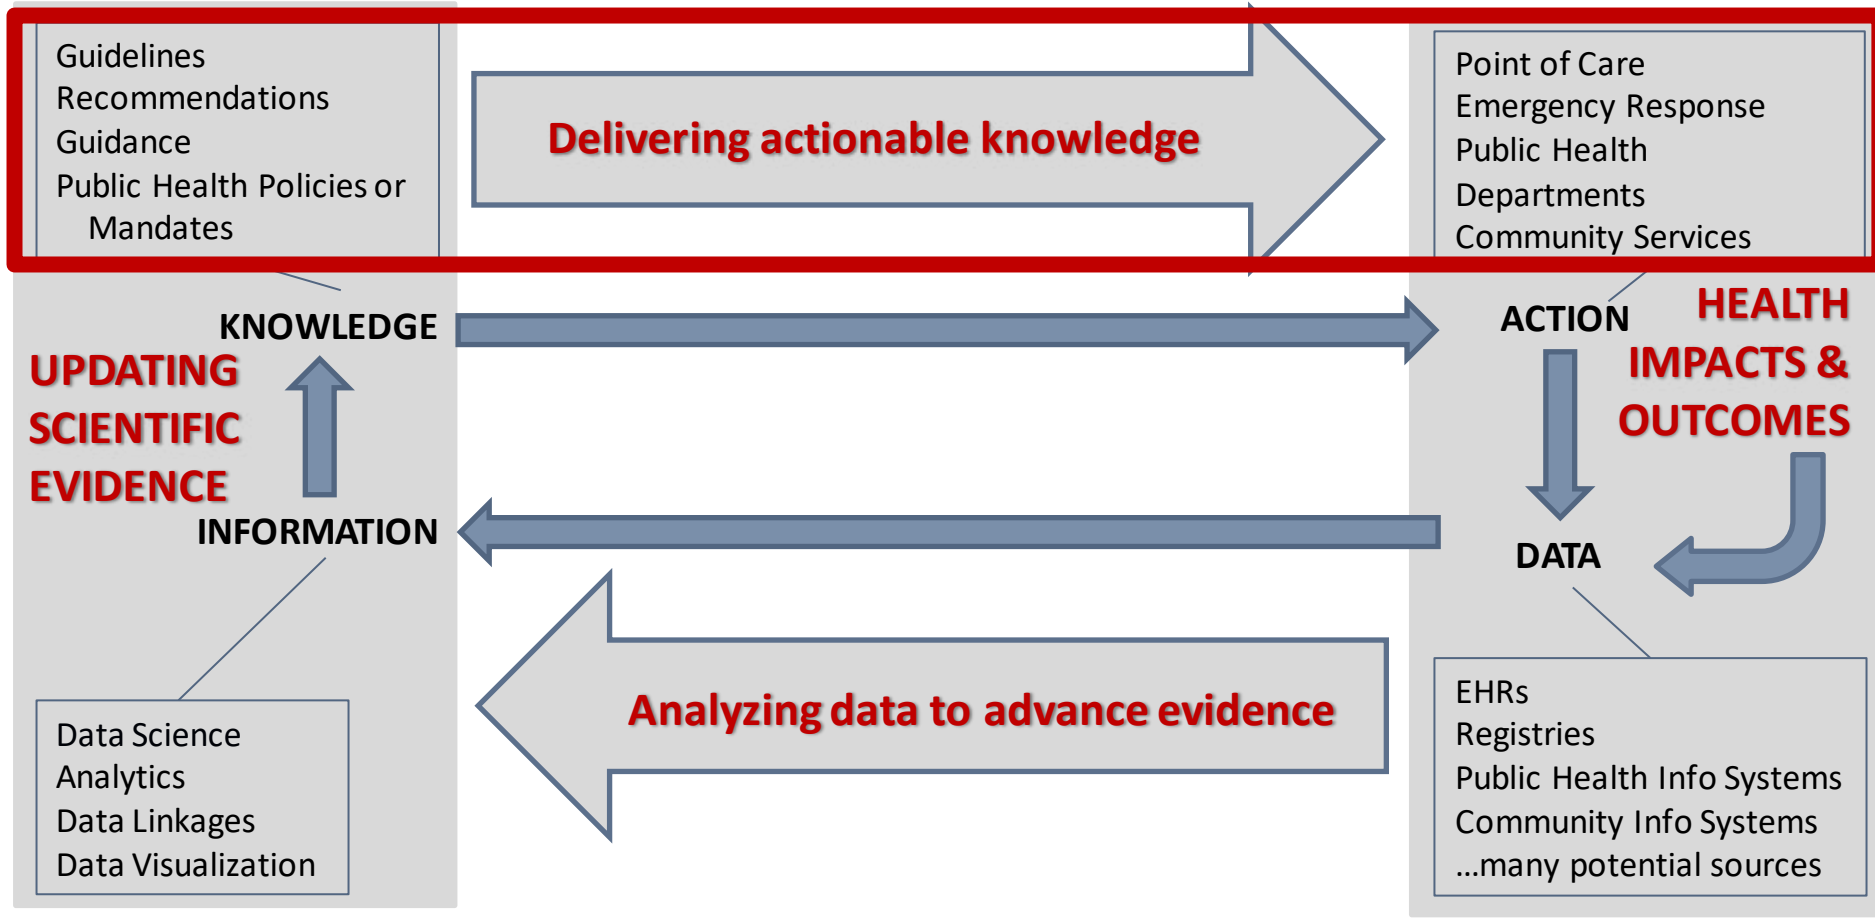 Guidelines
Recommendations
Guidance
Public Health Policies or
Mandates
Delivering actionable knowledge
Point of Care
Emergency Response
Public Health
Departments
Community Services
KNOWLEDGE
ACTION
HEALTH
IMPACTS &
OUTCOMES
UPDATING
SCIENTIFIC
EVIDENCE
INFORMATION
DATA
Analyzing data to advance evidence
Data Science
Analytics
Data Linkages
Data Visualization
EHRs
Registries
Public Health Info Systems
Community Info Systems
...many potential sources